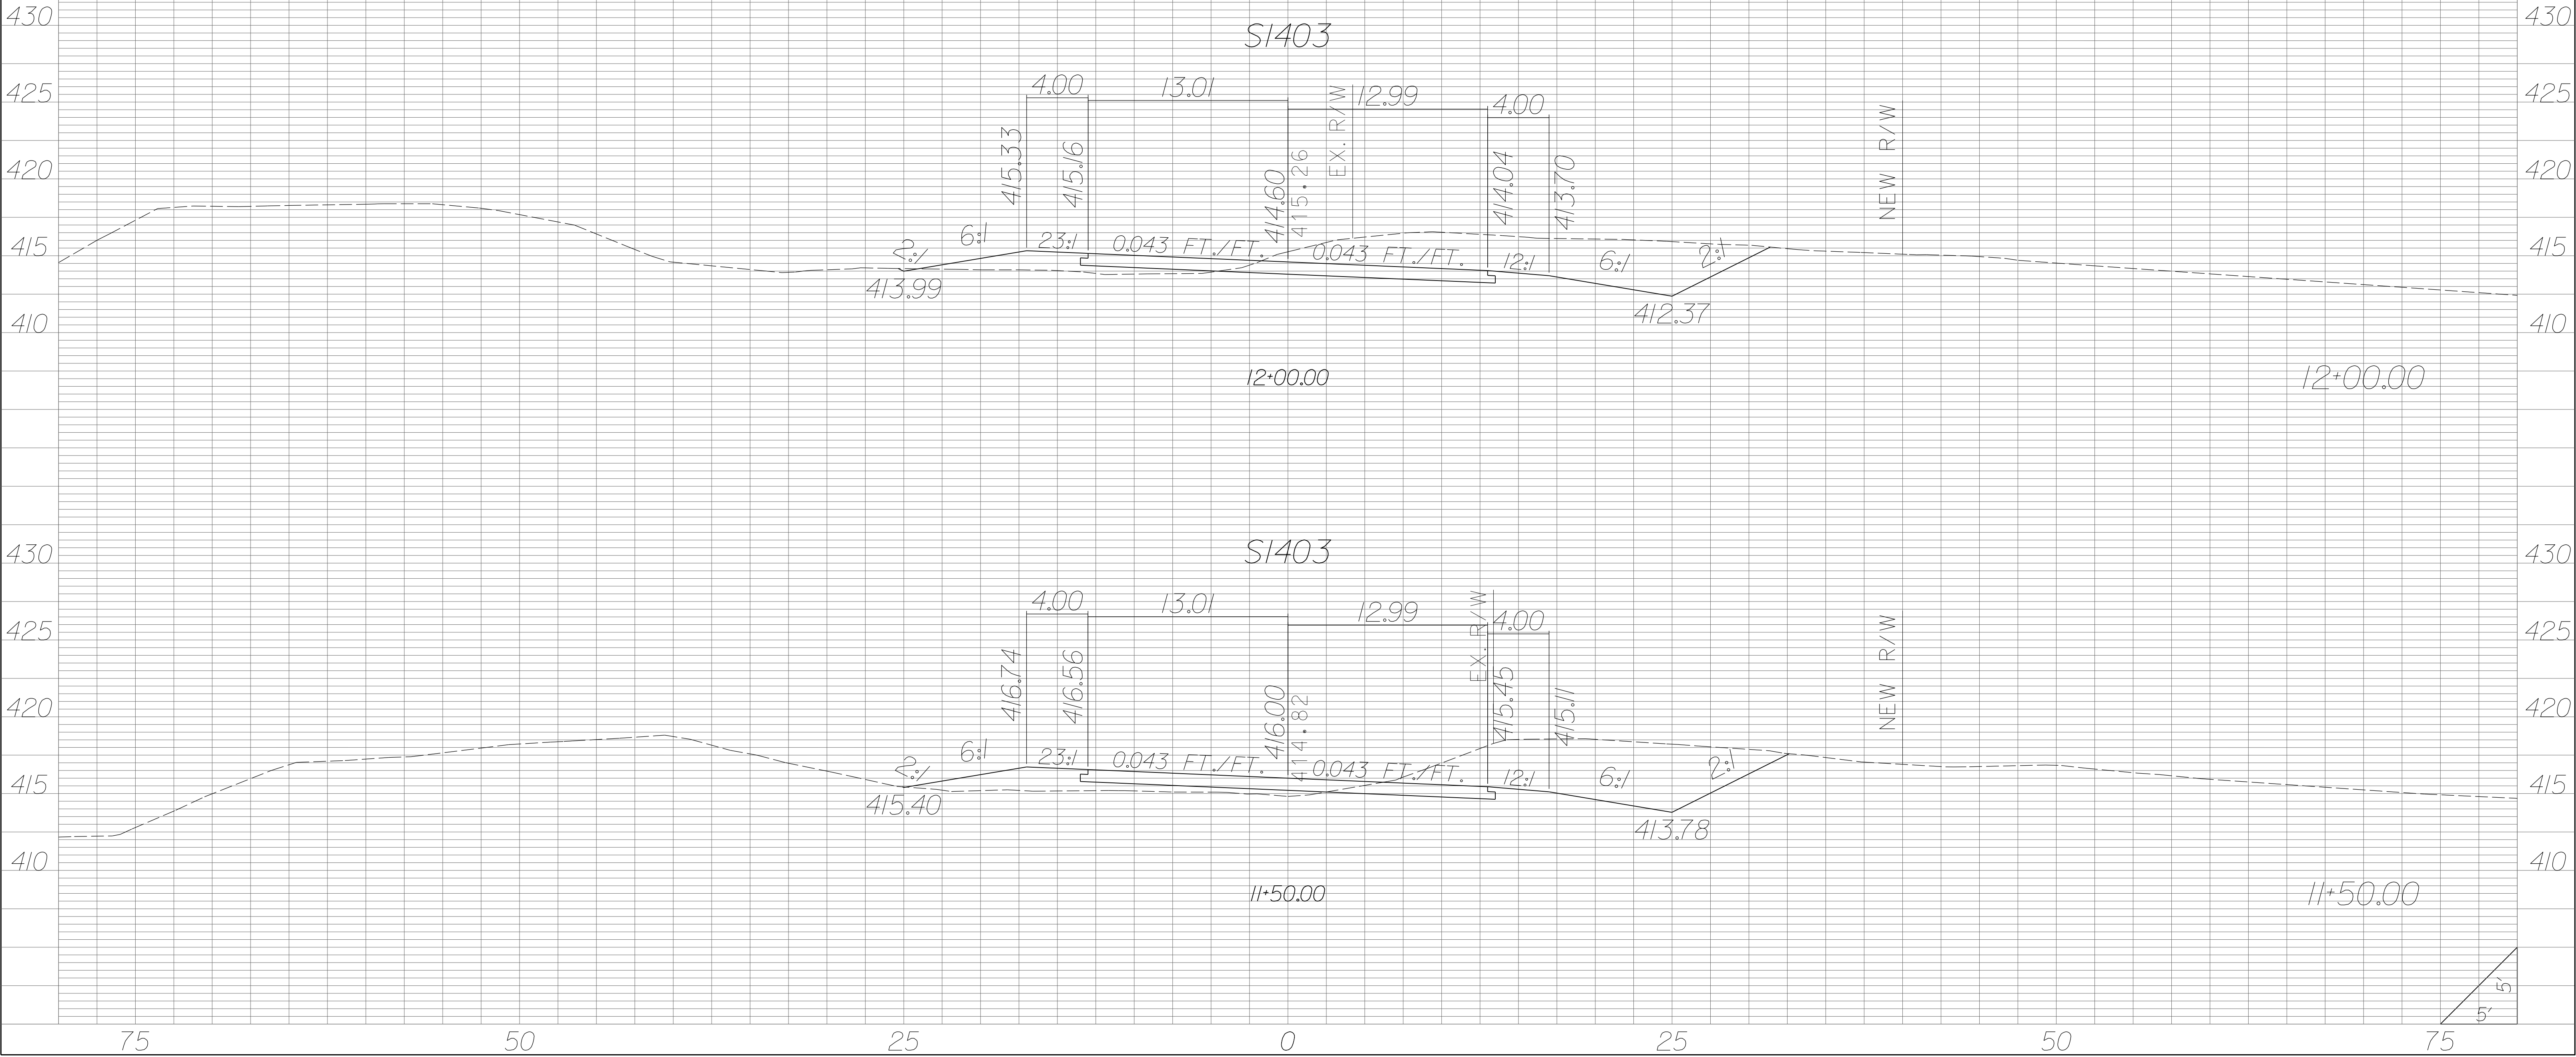 430 430
S1403
425 4.00 13.01 12.99 4.00 425
415.33 415.16 414.60 415.26 EX. R/W 414.04 413.70 NEW R/W
420 420
415 2:1 6:1 23:1 0.043 FT./FT. 0.043 FT./FT. 12:1 6:1 2:1 415
413.99 412.37
410 410
12+00.00 12+00.00
430 S1403 430
425 4.00 13.01 12.99 4.00 425
416.74 416.56 416.00 414.82 EX. R/W 415.45 415.11 NEW R/W
420 420
415 2:1 6:1 23:1 0.043 FT./FT. 0.043 FT./FT. 12:1 6:1 2:1 415
415.40 413.78
410 410
11+50.00 11+50.00
5'
5'
75 50 25 0 25 50 75